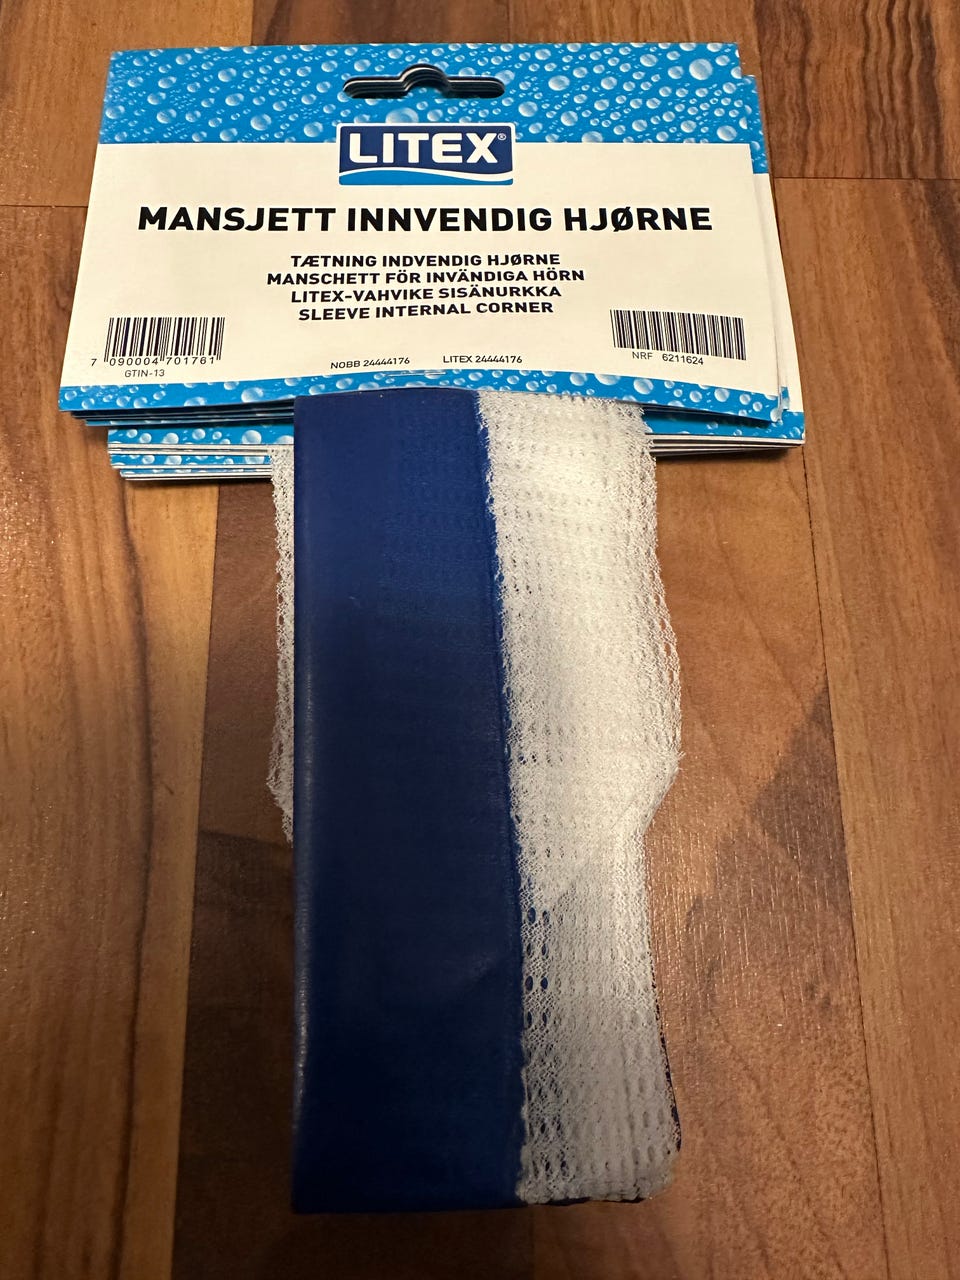 LITEX®
MANSJETT INNVENDIG HJØRNE
TÆTNING INDVENDIG HJØRNE
MANSCHETT FÖR INVÄNDIGA HÖRN
LITEX-VAHVIKE SISÄNURKKA
SLEEVE INTERNAL CORNER
7 090004 701761
GTIN-13
NOBB 24444176 LITEX 24444176
NRF 6211624